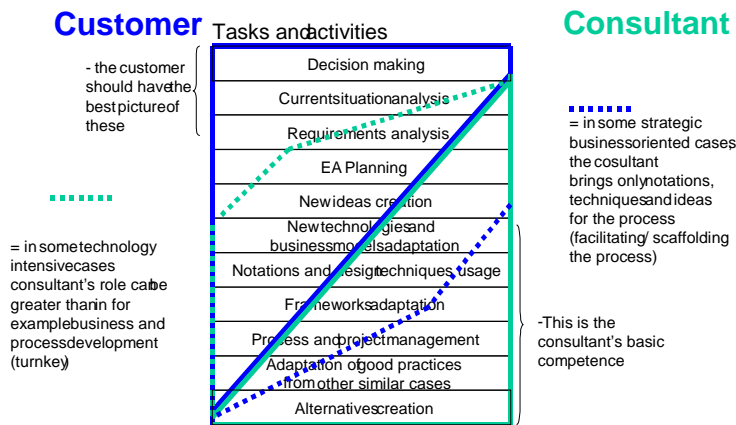 Customer
Tasks and activities
Consultant
- the customer
should have the
best picture of
these
Decision making
Current situation analysis
Requirements analysis
EA Planning
New ideas creation
New technologies and
business models adaptation
Notations and design techniques usage
Frameworks adaptation
Process and project management
Adaptation of good practices
from other similar cases
Alternatives creation
= in some technology
intensive cases
consultant's role can be
greater than in for
example business and
process development
(turnkey)
= in some strategic
business oriented cases,
the cosultant
brings only notations,
techniques and ideas
for the process
(facilitating/ scaffolding
the process)
-This is the
consultant's basic
competence